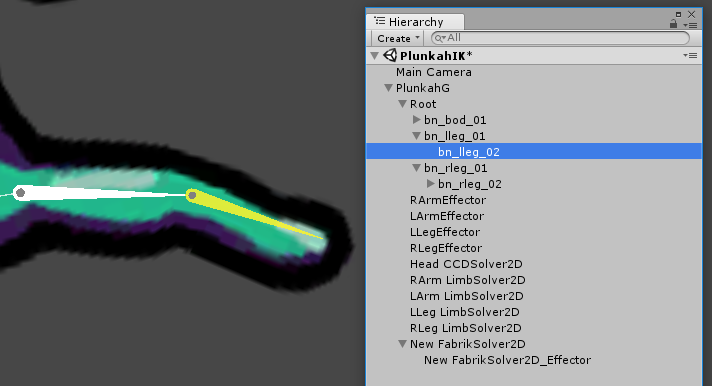 Hierarchy
Create
All
PlunkahIK*
Main Camera
PlunkahG
Root
bn_bod_01
bn_lleg_01
bn_lleg_02
bn_rleg_01
bn_rleg_02
RArmEffector
LArmEffector
LLegEffector
RLegEffector
Head CCDSolver2D
RArm LimbSolver2D
LArm LimbSolver2D
LLeg LimbSolver2D
RLeg LimbSolver2D
New FabrikSolver2D
New FabrikSolver2D_Effector